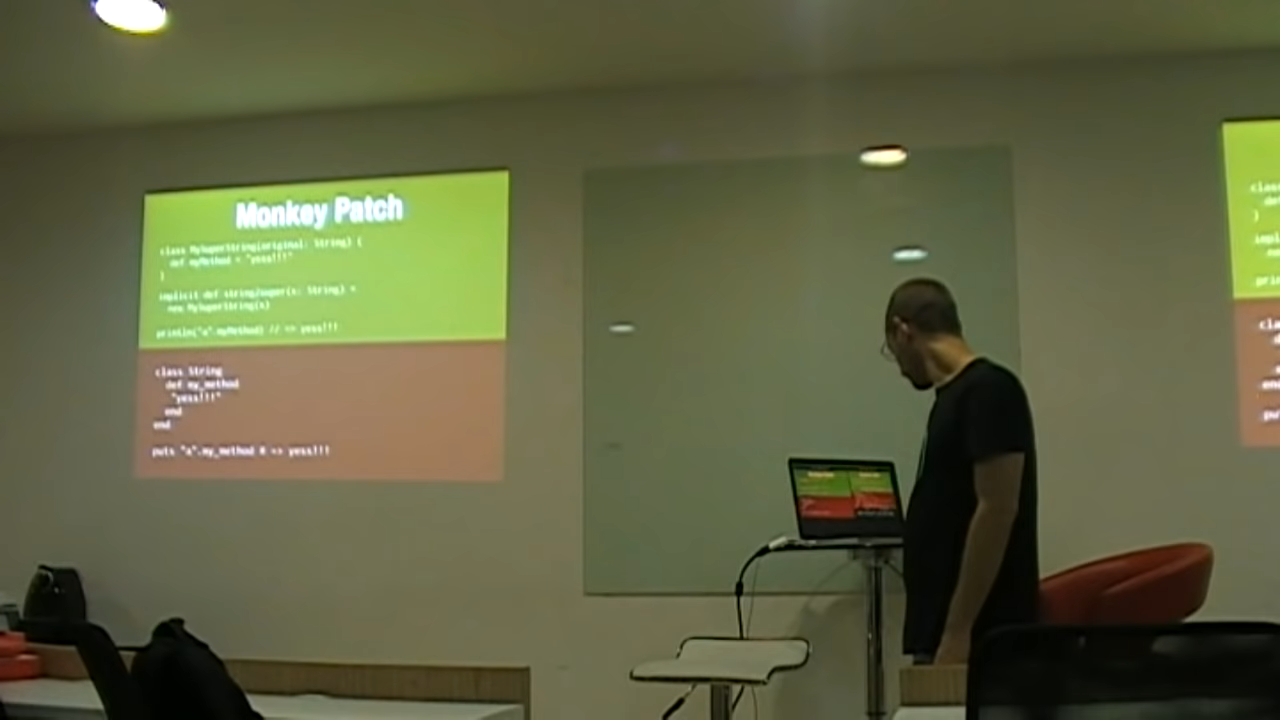 Monkey Patch
class MySuperString(original: String) {
def myMethod = "yess!!!"
}
implicit def string2super(x: String) =
new MySuperString(x)
println("a".myMethod) // => yess!!!
class String
def my_method
"yess!!!"
end
end
puts "a".my_method # => yess!!!